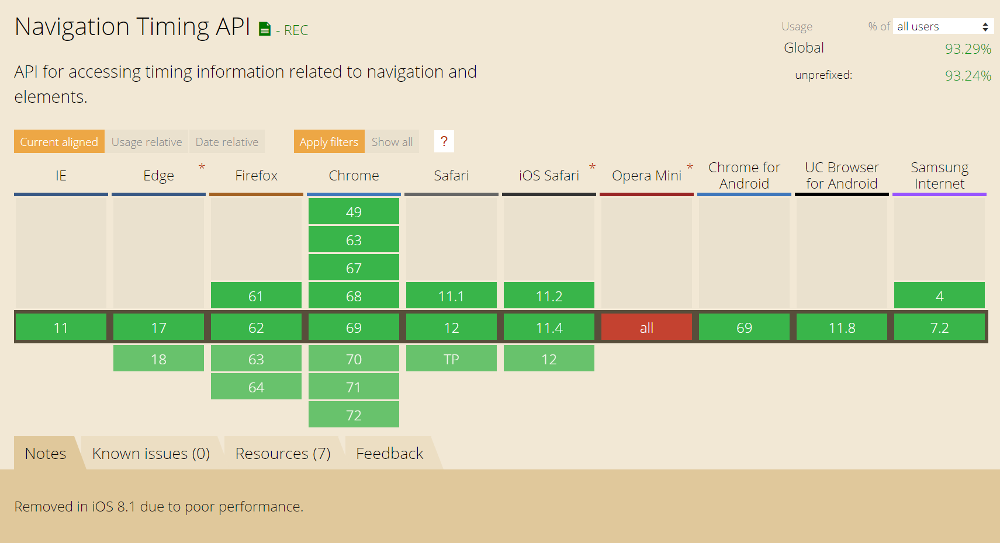 Navigation Timing API - REC
Usage % of all users
Global 93.29%
unprefixed: 93.24%
API for accessing timing information related to navigation and
elements.
Current aligned Usage relative Date relative Apply filters Show all ?
IE Edge * Firefox Chrome Safari iOS Safari * Opera Mini * Chrome for Android UC Browser for Android Samsung Internet
49
63
67
61 68 11.1 11.2 4
11 17 62 69 12 11.4 all 69 11.8 7.2
18 63 70 TP 12
64 71
72
Notes Known issues (0) Resources (7) Feedback
Removed in iOS 8.1 due to poor performance.